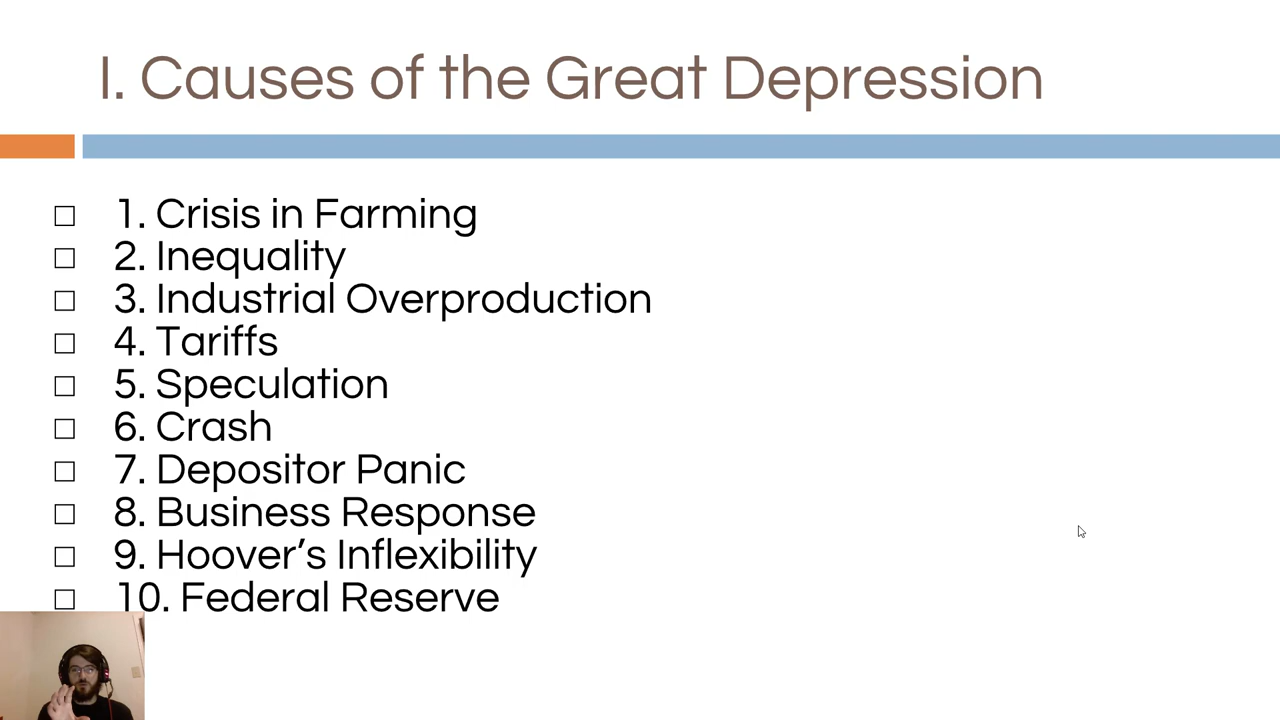 I. Causes of the Great Depression
1. Crisis in Farming
2. Inequality
3. Industrial Overproduction
4. Tariffs
5. Speculation
6. Crash
7. Depositor Panic
8. Business Response
9. Hoover’s Inflexibility
10. Federal Reserve